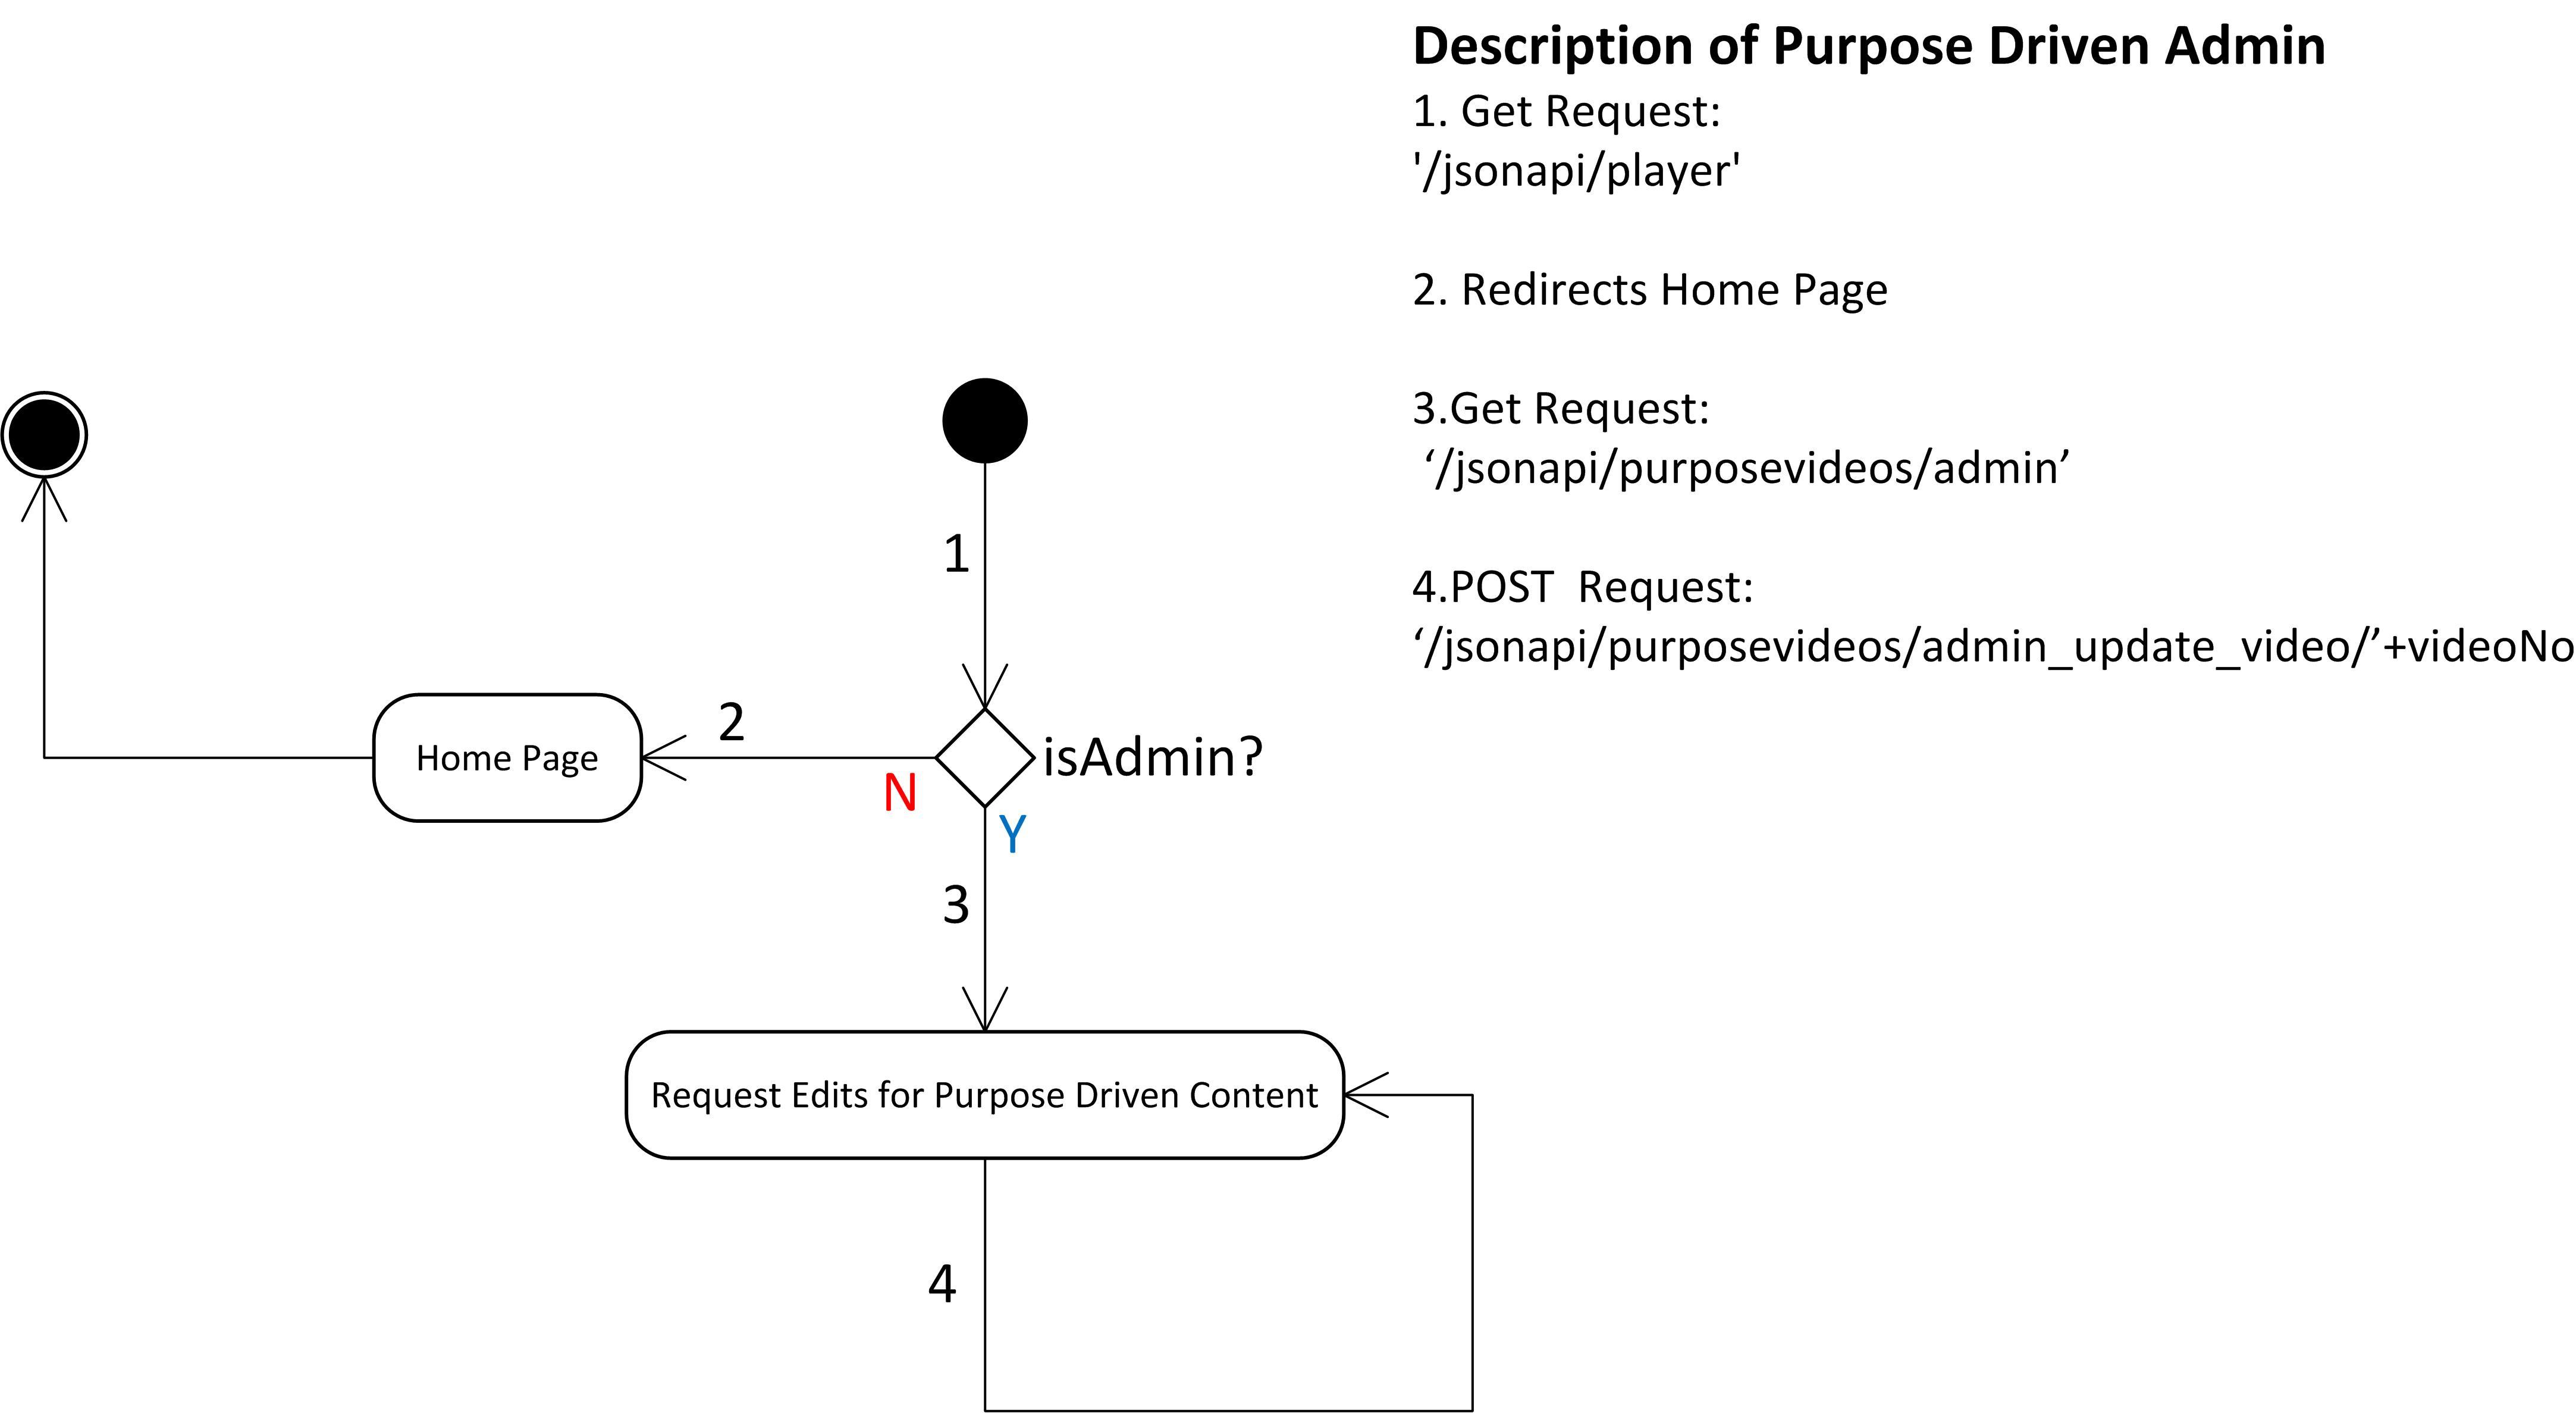 Description of Purpose Driven Admin
1. Get Request:
'/jsonapi/player'
2. Redirects Home Page
3.Get Request:
‘/jsonapi/purposevideos/admin’
4.POST  Request:
‘/jsonapi/purposevideos/admin_update_video/’+videoNo
1
2
Home Page
isAdmin?
N
Y
3
Request Edits for Purpose Driven Content
4